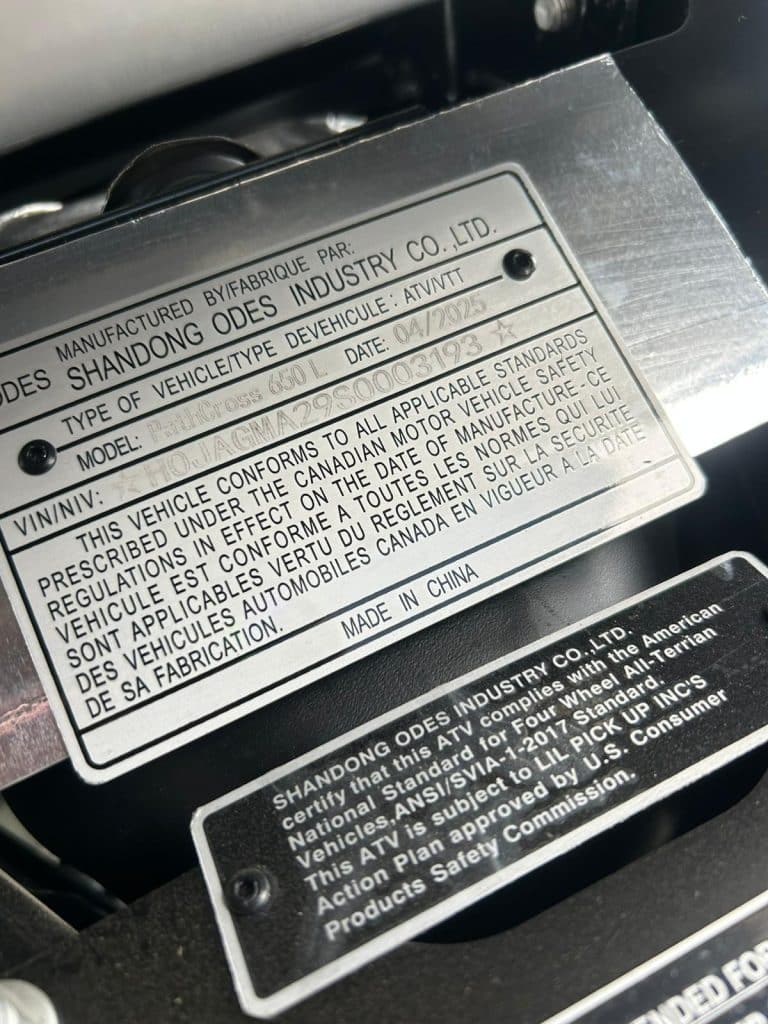 MANUFACTURED BY/FABRIQUE PAR:
ODES SHANDONG ODES INDUSTRY CO.,LTD.
TYPE OF VEHICLE/TYPE DEVEHICULE: ATV/VTT
MODEL: PathCross 650 L DATE: 04/2025
VIN/NIV: ☆H0JAGMA29S0003193☆
THIS VEHICLE CONFORMS TO ALL APPLICABLE STANDARDS
PRESCRIBED UNDER THE CANADIAN MOTOR VEHICLE SAFETY
REGULATIONS IN EFFECT ON THE DATE OF MANUFACTURE-CE
VEHICULE EST CONFORME A TOUTES LES NORMES QUI LUI
SONT APPLICABLES VERTU DU REGLEMENT SUR LA SECURITE
DES VEHICULES AUTOMOBILES CANADA EN VIGUEUR A LA DATE
DE SA FABRICATION.
MADE IN CHINA
SHANDONG ODES INDUSTRY CO.,LTD.
certify that this ATV complies with the American
National Standard for Four Wheel All-Terrian
Vehicles,ANSI/SVIA-1-2017 Standard.
This ATV is subject to LIL PICK UP INC'S
Action Plan approved by U.S. Consumer
Products Safety Commission.